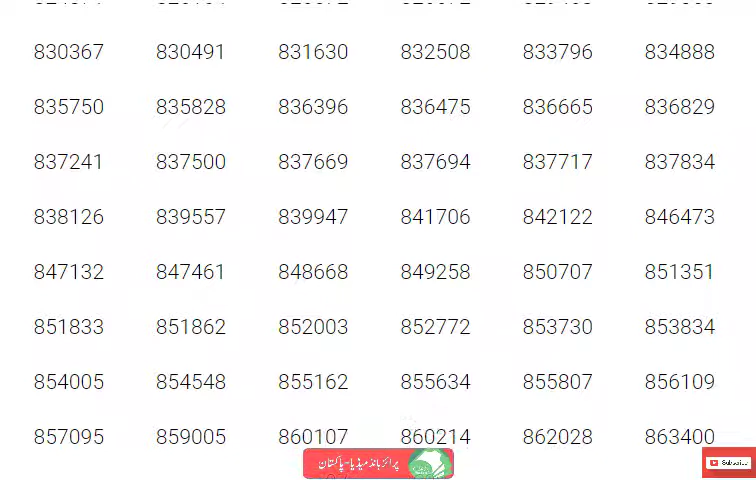 830367 830491 831630 832508 833796 834888
835750 835828 836396 836475 836665 836829
837241 837500 837669 837694 837717 837834
838126 839557 839947 841706 842122 846473
847132 847461 848668 849258 850707 851351
851833 851862 852003 852772 853730 853834
854005 854548 855162 855634 855807 856109
857095 859005 860107 860214 862028 863400
پرائز بانڈ میڈیا-پاکستان
Subscribe